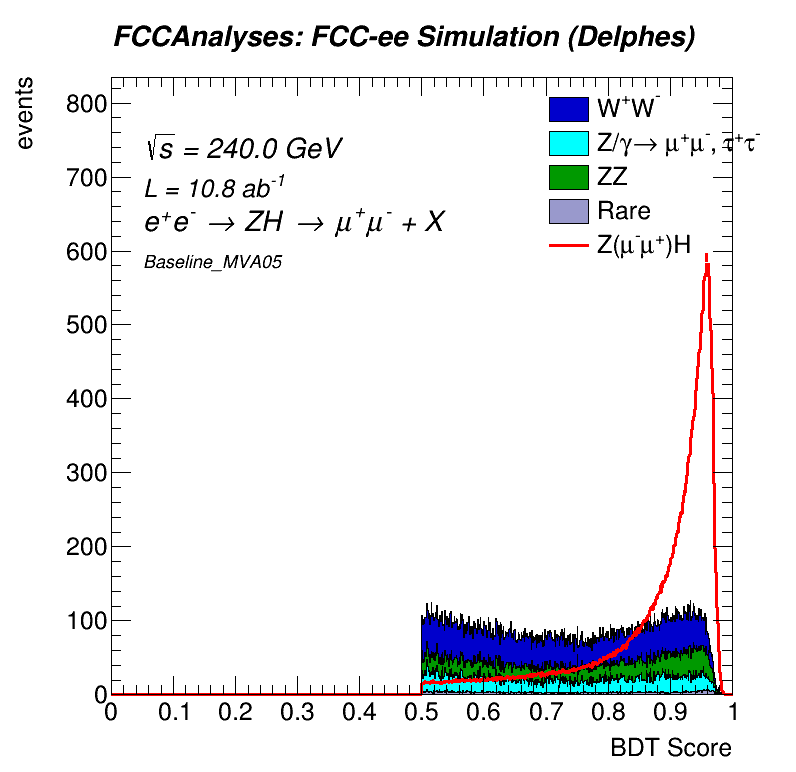 FCCAnalyses: FCC-ee Simulation (Delphes)
events
800
700
600
500
400
300
200
100
0
√s = 240.0 GeV
L = 10.8 ab⁻¹
e⁺e⁻ → ZH → μ⁺μ⁻ + X
Baseline_MVA05
W⁺W⁻
Z/γ→ μ⁺μ⁻, τ⁺τ⁻
ZZ
Rare
Z(μ⁻μ⁺)H
0 0.1 0.2 0.3 0.4 0.5 0.6 0.7 0.8 0.9 1
BDT Score